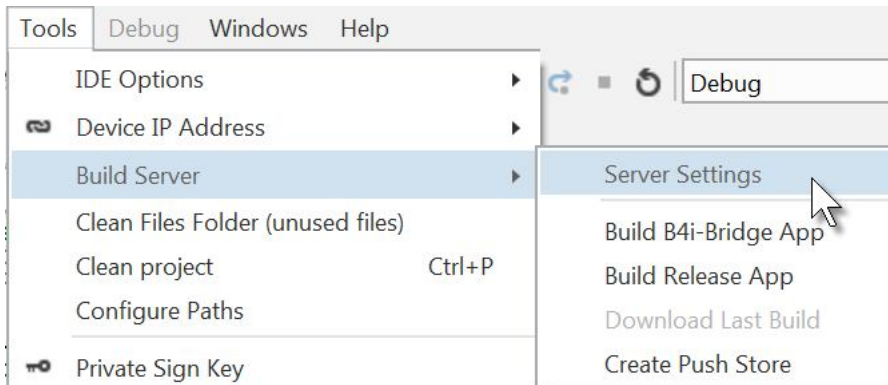 Tools Debug Windows Help
IDE Options
Device IP Address
Build Server
Clean Files Folder (unused files)
Clean project Ctrl+P
Configure Paths
Private Sign Key
Debug
Server Settings
Build B4i-Bridge App
Build Release App
Download Last Build
Create Push Store